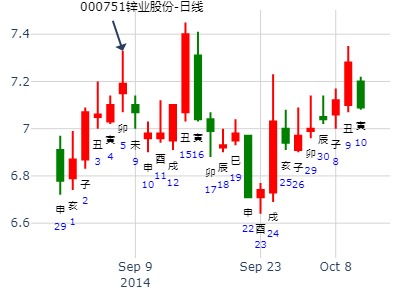 000751锌业股份-日线
7.4
7.2
7
6.8
6.6
申 29
亥 1
子 2
丑 3
寅 4
卯 5
未 9
申 10
酉 11
戌 12
丑 15
寅 16
卯 17
辰 18
巳 19
申 22
酉 23
戌 24
亥 25
子 26
卯 29
辰 30
子 8
丑 9
寅 10
Sep 9
2014
Sep 23
Oct 8